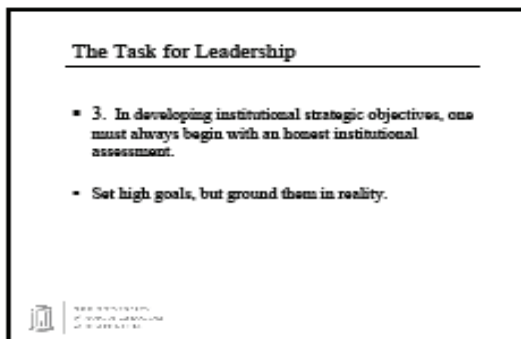 The Task for Leadership
▪ 3. In developing institutional strategic objectives, one
must always begin with an honest institutional
assessment.
▪ Set high goals, but ground them in reality.